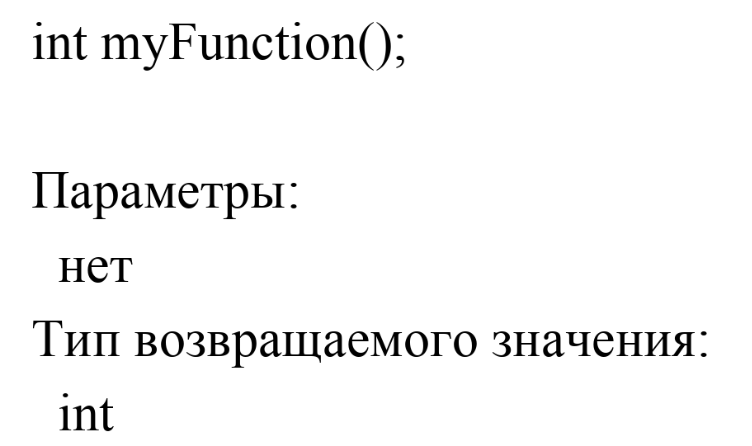 int myFunction();
Параметры:
нет
Тип возвращаемого значения:
int